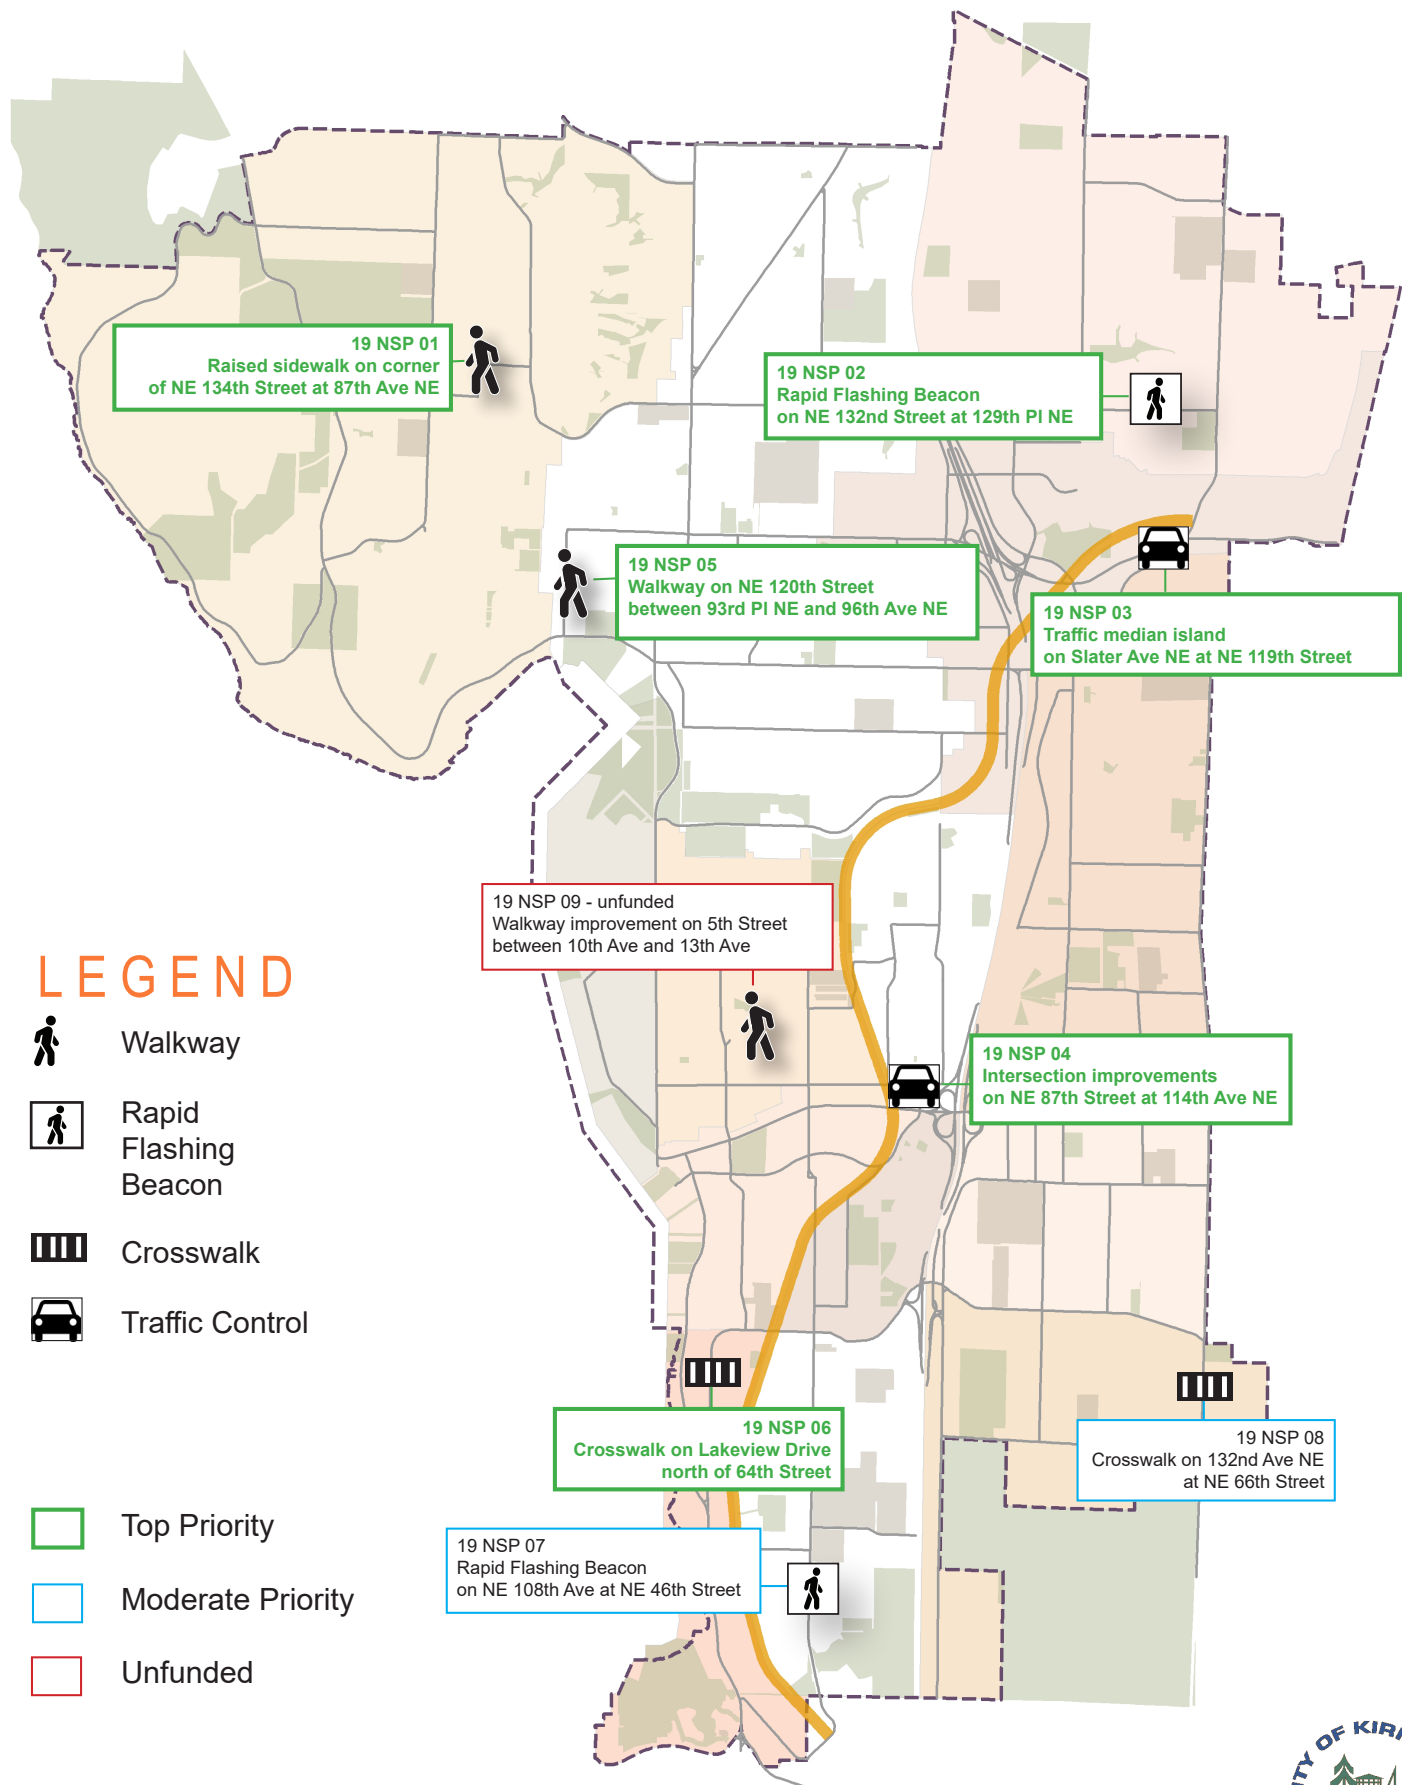 19 NSP 01
Raised sidewalk on corner
of NE 134th Street at 87th Ave NE
19 NSP 02
Rapid Flashing Beacon
on NE 132nd Street at 129th Pl NE
19 NSP 05
Walkway on NE 120th Street
between 93rd Pl NE and 96th Ave NE
19 NSP 03
Traffic median island
on Slater Ave NE at NE 119th Street
19 NSP 09 - unfunded
Walkway improvement on 5th Street
between 10th Ave and 13th Ave
19 NSP 04
Intersection improvements
on NE 87th Street at 114th Ave NE
19 NSP 06
Crosswalk on Lakeview Drive
north of 64th Street
19 NSP 08
Crosswalk on 132nd Ave NE
at NE 66th Street
19 NSP 07
Rapid Flashing Beacon
on NE 108th Ave at NE 46th Street
LEGEND
Walkway
Rapid
Flashing
Beacon
Crosswalk
Traffic Control
Top Priority
Moderate Priority
Unfunded
OF